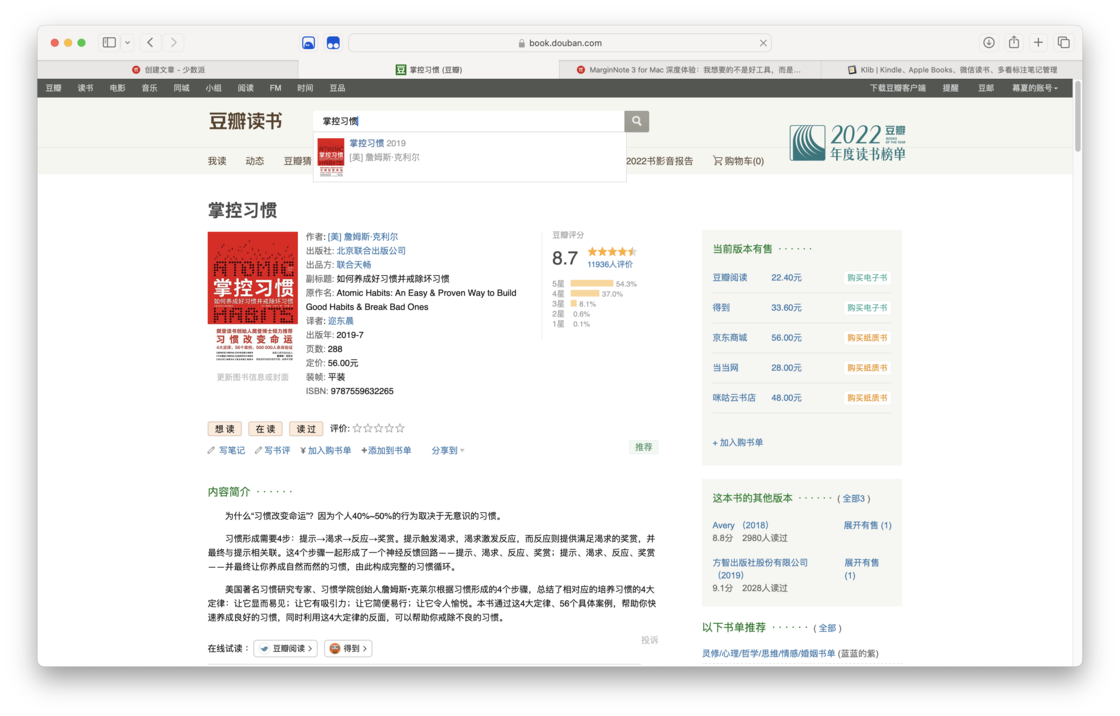 book.douban.com
创建文章 - 少数派
掌控习惯 (豆瓣)
MarginNote 3 for Mac 深度体验：我想要的不是好工具，而是...
Klib | Kindle、Apple Books、微信读书、多看标注笔记管理
豆瓣 读书 电影 音乐 同城 小组 阅读 FM 时间 豆品
下载豆瓣客户端 提醒 豆邮 幕夏的账号
豆瓣读书
掌控习惯
掌控习惯 2019
[美] 詹姆斯·克利尔
2022 豆瓣
年度读书榜单
我读 动态 豆瓣猜
2022书影音报告 购物车(0)
掌控习惯
ATOMIC
掌控习惯
如何养成好习惯并戒除坏习惯
HABITS
习惯改变命运
更新图书信息或封面
作者: [美] 詹姆斯·克利尔
出版社: 北京联合出版公司
出品方: 联合天畅
副标题: 如何养成好习惯并戒除坏习惯
原作名: Atomic Habits: An Easy & Proven Way to Build
Good Habits & Break Bad Ones
译者: 迩东晨
出版年: 2019-7
页数: 288
定价: 56.00元
装帧: 平装
ISBN: 9787559632265
豆瓣评分
8.7
11936人评价
5星 54.3%
4星 37.0%
3星 8.1%
2星 0.6%
1星 0.1%
想读 在读 读过 评价:
写笔记 写书评 ¥加入购书单 +添加到书单 分享到
推荐
内容简介 · · · · · ·
为什么“习惯改变命运”？因为个人40%~50%的行为取决于无意识的习惯。
习惯形成需要4步：提示→渴求→反应→奖赏。提示触发渴求，渴求激发反应，而反应则提供满足渴求的奖赏，并
最终与提示相关联。这4个步骤一起形成了一个神经反馈回路——提示、渴求、反应、奖赏；提示、渴求、反应、奖赏
——并最终让你养成自然而然的习惯，由此构成完整的习惯循环。
美国著名习惯研究专家、习惯学院创始人詹姆斯•克莱尔根据习惯形成的4个步骤，总结了相对应的培养习惯的4大
定律：让它显而易见；让它有吸引力；让它简便易行；让它令人愉悦。本书通过这4大定律、56个具体案例，帮助你快
速养成良好的习惯，同时利用这4大定律的反面，可以帮助你戒除不良的习惯。
投诉
在线试读： 豆瓣阅读 > 得到 >
当前版本有售 · · · · · ·
豆瓣阅读 22.40元 购买电子书
得到 33.60元 购买电子书
京东商城 56.00元 购买纸质书
当当网 28.00元 购买纸质书
咪咕云书店 48.00元 购买纸质书
+ 加入购书单
这本书的其他版本 · · · · · · ( 全部3 )
Avery （2018） 展开有售 (1)
8.8分 2980人读过
方智出版社股份有限公司 展开有售
（2019） (1)
9.1分 2028人读过
以下书单推荐 · · · · · · ( 全部 )
灵修/心理/哲学/思维/情感/婚姻书单 (蓝蓝的紫)